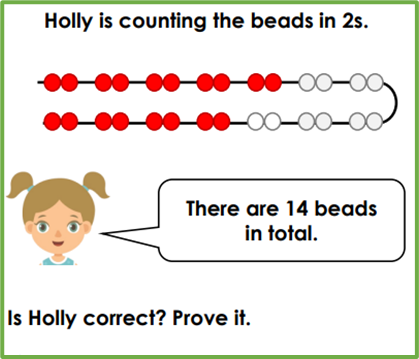 Holly is counting the beads in 2s.
There are 14 beads
in total.
Is Holly correct? Prove it.